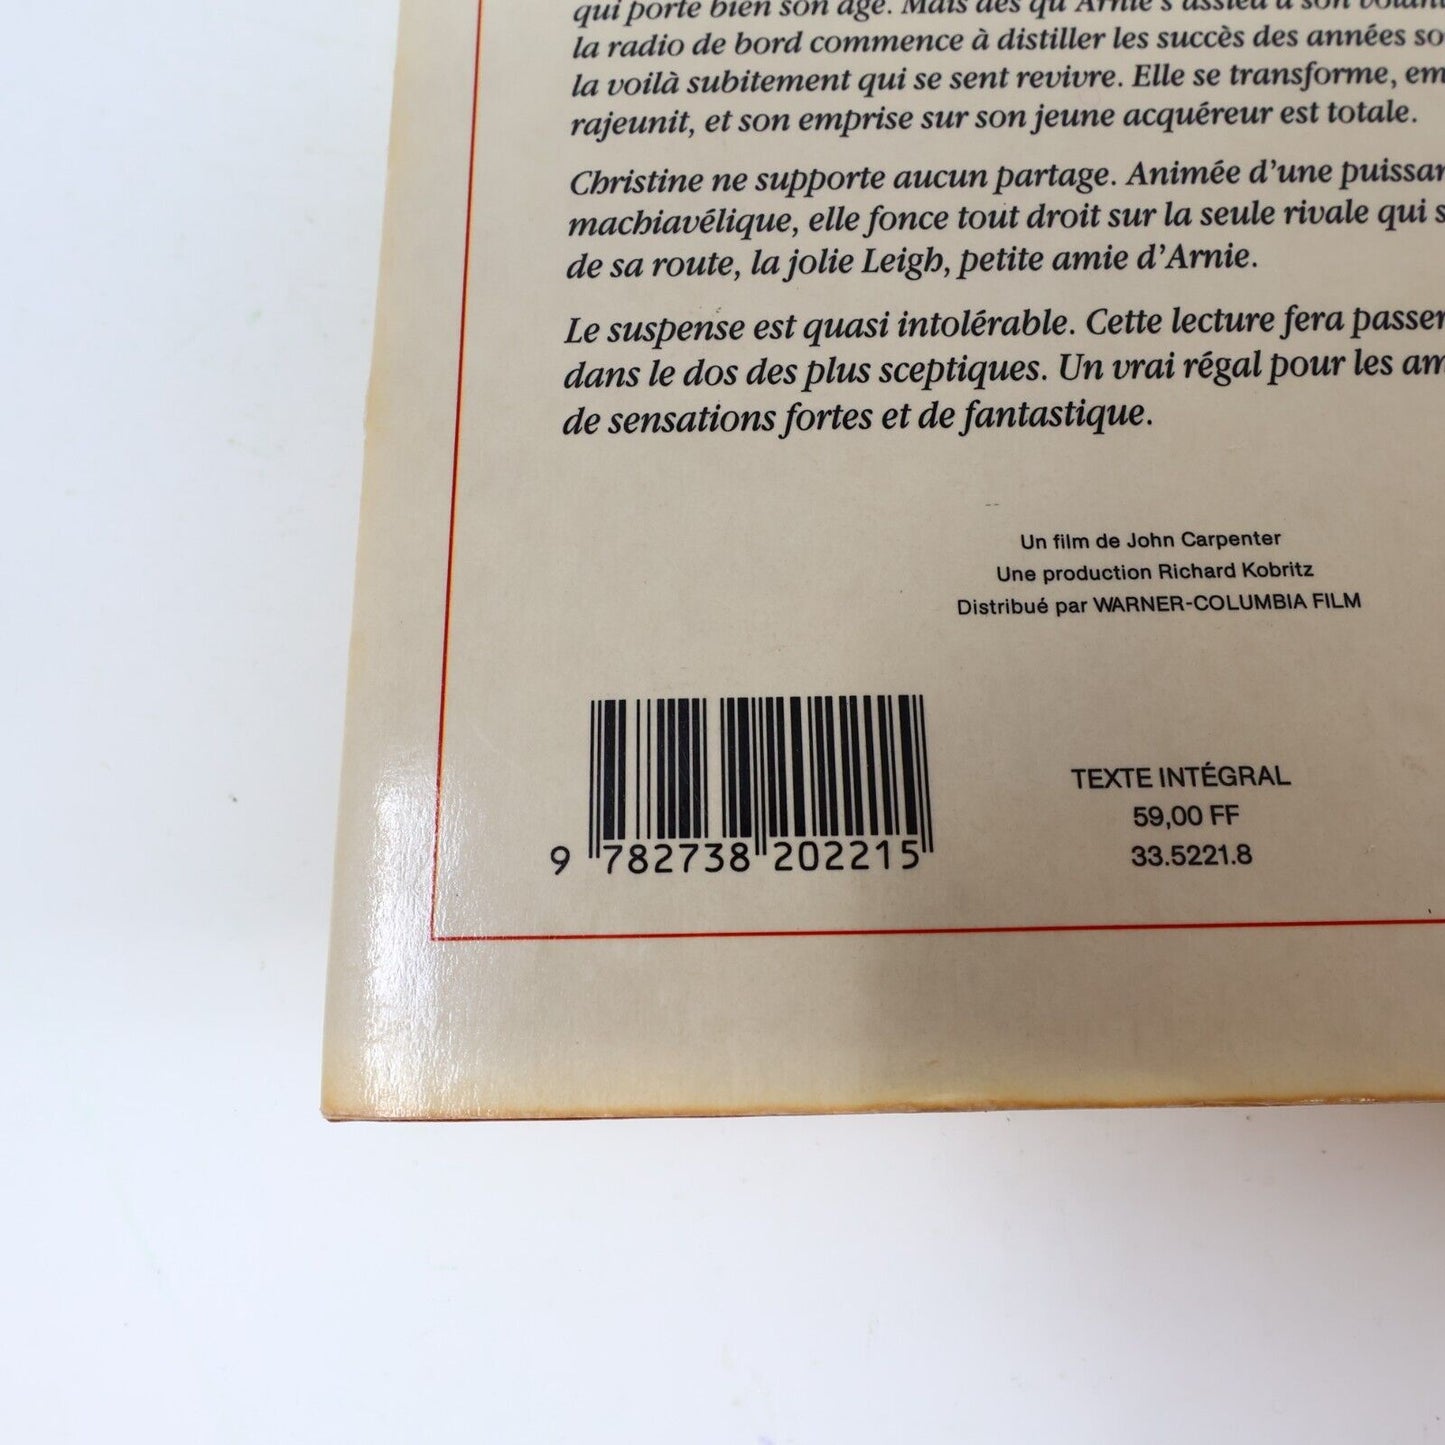 qui porte bien son âge. Mais dès qu'Arnie s'assied à son volant
la radio de bord commence à distiller les succès des années so
la voilà subitement qui se sent revivre. Elle se transforme, em
rajeunit, et son emprise sur son jeune acquéreur est totale.
Christine ne supporte aucun partage. Animée d'une puissan
machiavélique, elle fonce tout droit sur la seule rivale qui s
de sa route, la jolie Leigh, petite amie d'Arnie.
Le suspense est quasi intolérable. Cette lecture fera passer
dans le dos des plus sceptiques. Un vrai régal pour les am
de sensations fortes et de fantastique.
Un film de John Carpenter
Une production Richard Kobritz
Distribué par WARNER-COLUMBIA FILM
TEXTE INTÉGRAL
59,00 FF
33.5221.8
9 782738 202215